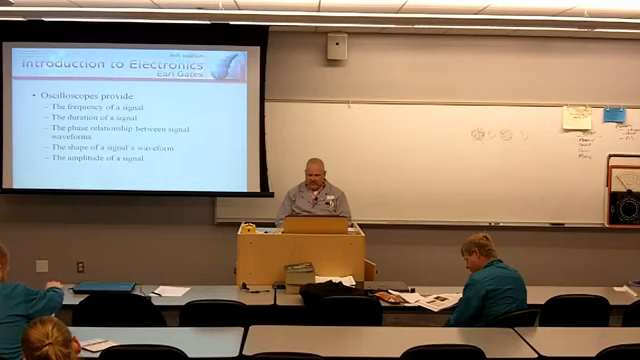 Introduction to Electronics
Earl Gates
• Oscilloscopes provide:
– The frequency of a signal
– The duration of a signal
– The phase relationship between signal
waveforms
– The shape of a signal's waveform
– The amplitude of a signal